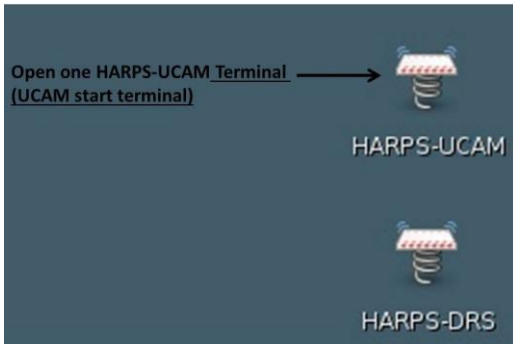 Open one HARPS-UCAM Terminal
(UCAM start terminal)
HARPS-UCAM
HARPS-DRS